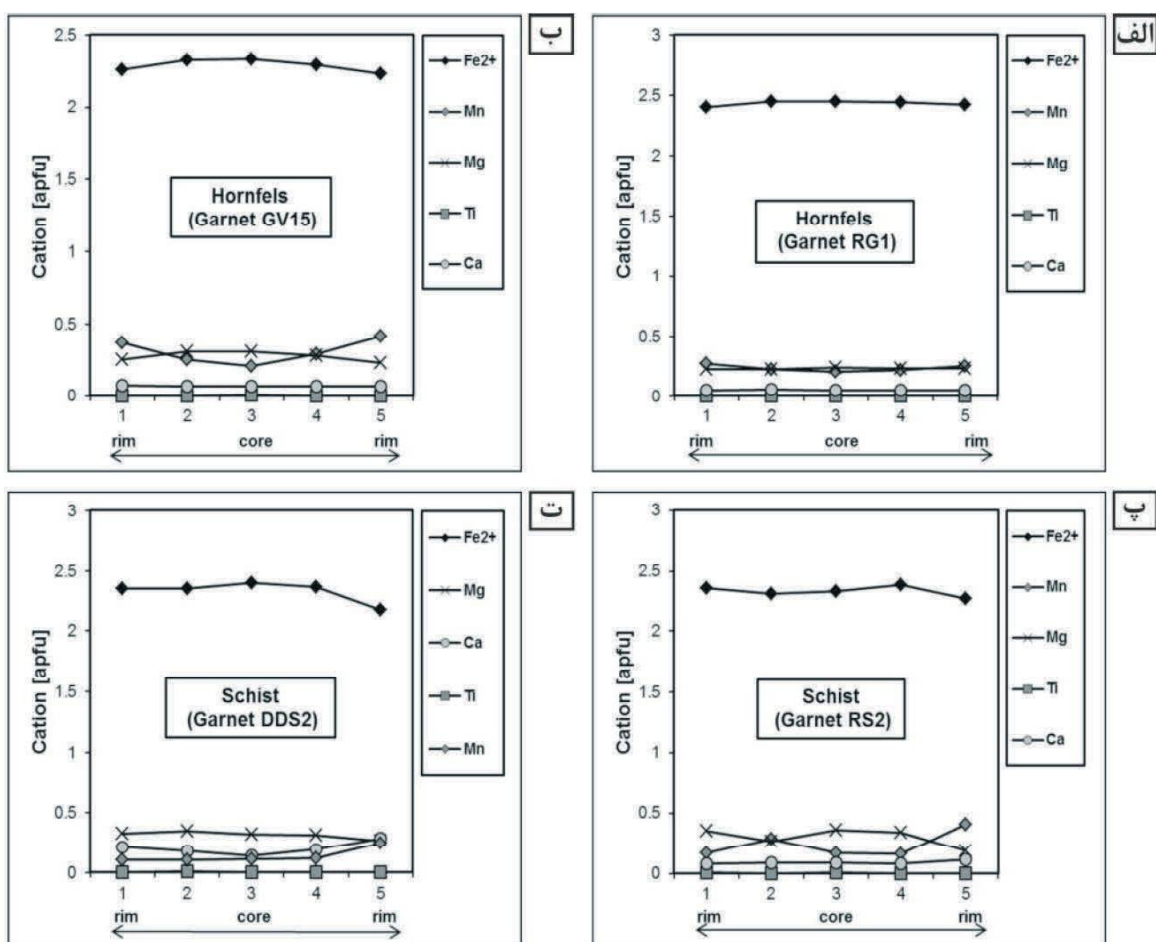 الف
3
2.5
2
1.5
1
0.5
0
Cation [apfu]
Hornfels
(Garnet RG1)
1 2 3 4 5
rim core rim
Fe2+
Mn
Mg
Ti
Ca
ب
2.5
2
1.5
1
0.5
0
Cation [apfu]
Hornfels
(Garnet GV15)
1 2 3 4 5
rim core rim
Fe2+
Mn
Mg
Ti
Ca
پ
3
2.5
2
1.5
1
0.5
0
Cation [apfu]
Schist
(Garnet RS2)
1 2 3 4 5
rim core rim
Fe2+
Mn
Mg
Ti
Ca
ت
3
2.5
2
1.5
1
0.5
0
Cation [apfu]
Schist
(Garnet DDS2)
1 2 3 4 5
rim core rim
Fe2+
Mg
Ca
Ti
Mn